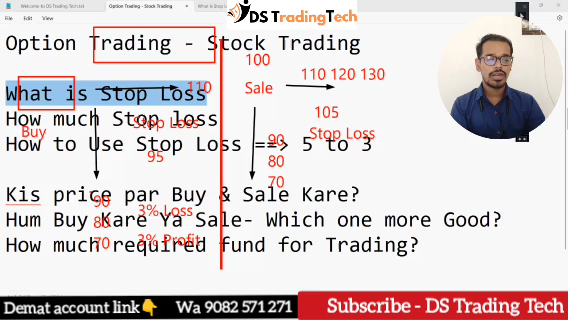 Welcome to DS Trading Tech
Option Trading - Stock Trading
What is Dop L
File Edit View
DS TradingTech
Option Trading - Stock Trading
100
110 120 130
What is Stop Loss
110
Sale
105
How much Stop loss
Stop Loss
Stop Loss
Buy
How to Use Stop Loss ==> 5 to 3
90
95
80
70
Kis price par Buy & Sale Kare?
90
3% Loss
Hum Buy Kare Ya Sale- Which one more Good?
80
70
3% Profit
How much required fund for Trading?
Demat account link👇 Wa 9082 571 271
Subscribe - DS Trading Tech